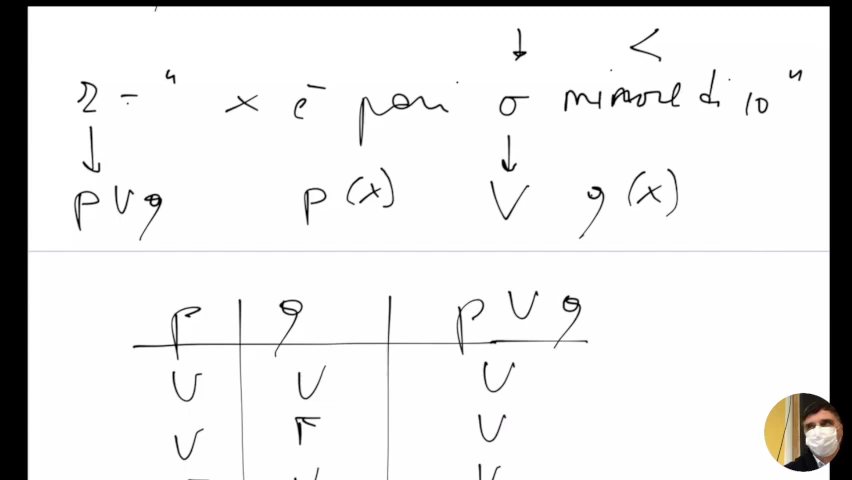 ↓ <
r = " x è pari o minore di 10 "
↓ ↓
p V q p (x) V q (x)
p q p V q
V V V
V F V
F V V